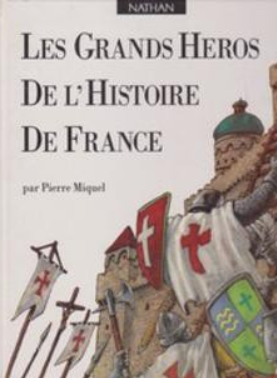 NATHAN
LES GRANDS HEROS
DE L'HISTOIRE
DE FRANCE
par Pierre Miquel